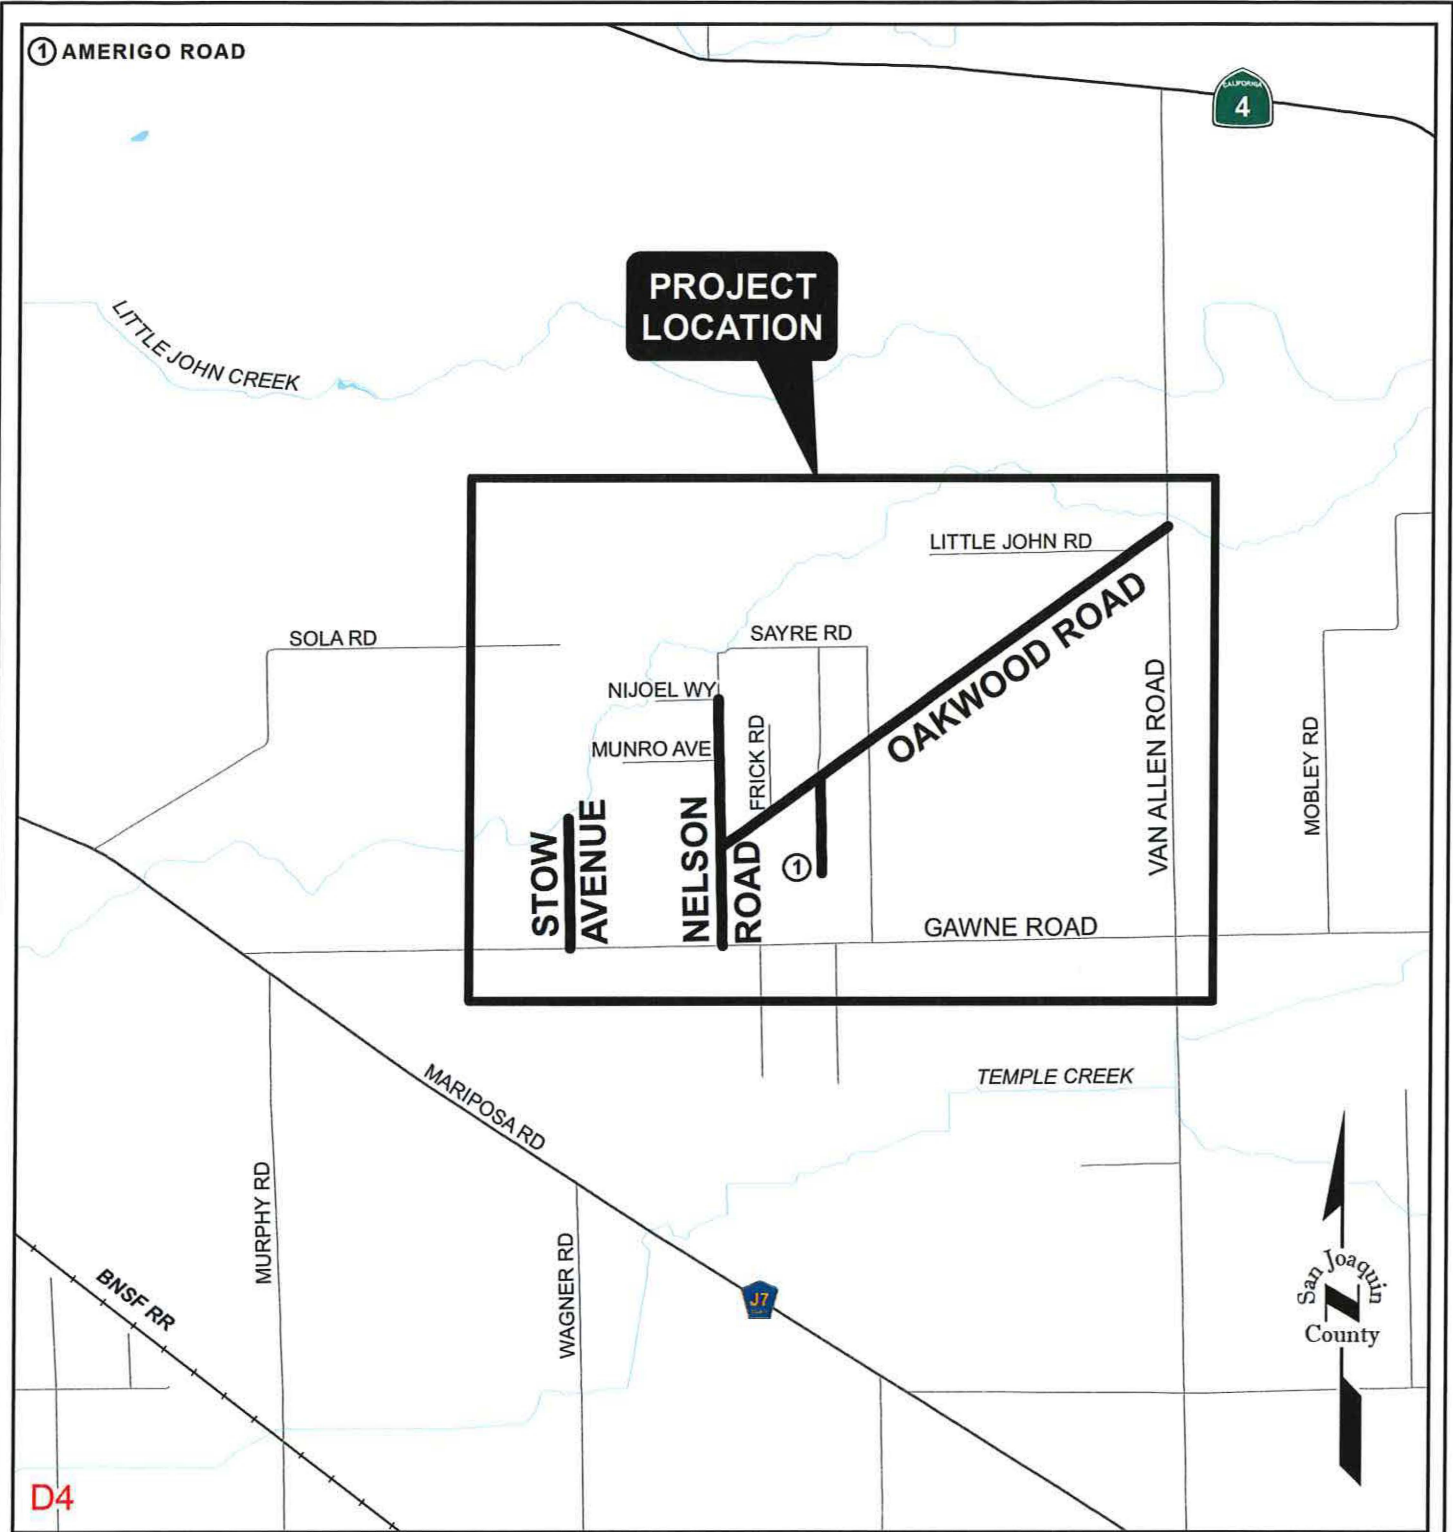 ① AMERIGO ROAD
CALIFORNIA
4
PROJECT
LOCATION
LITTLE JOHN CREEK
LITTLE JOHN RD
OAKWOOD ROAD
SOLA RD
SAYRE RD
NIJOEL WY
MUNRO AVE
FRICK RD
VAN ALLEN ROAD
MOBLEY RD
STOW
AVENUE
NELSON
ROAD
①
GAWNE ROAD
TEMPLE CREEK
MARIPOSA RD
MURPHY RD
WAGNER RD
BNSF RR
J7
San Joaquin
County
D4